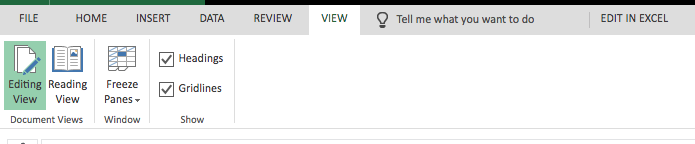 FILE HOME INSERT DATA REVIEW VIEW Tell me what you want to do EDIT IN EXCEL
Editing View
Reading View
Freeze Panes
Headings
Gridlines
Document Views Window Show